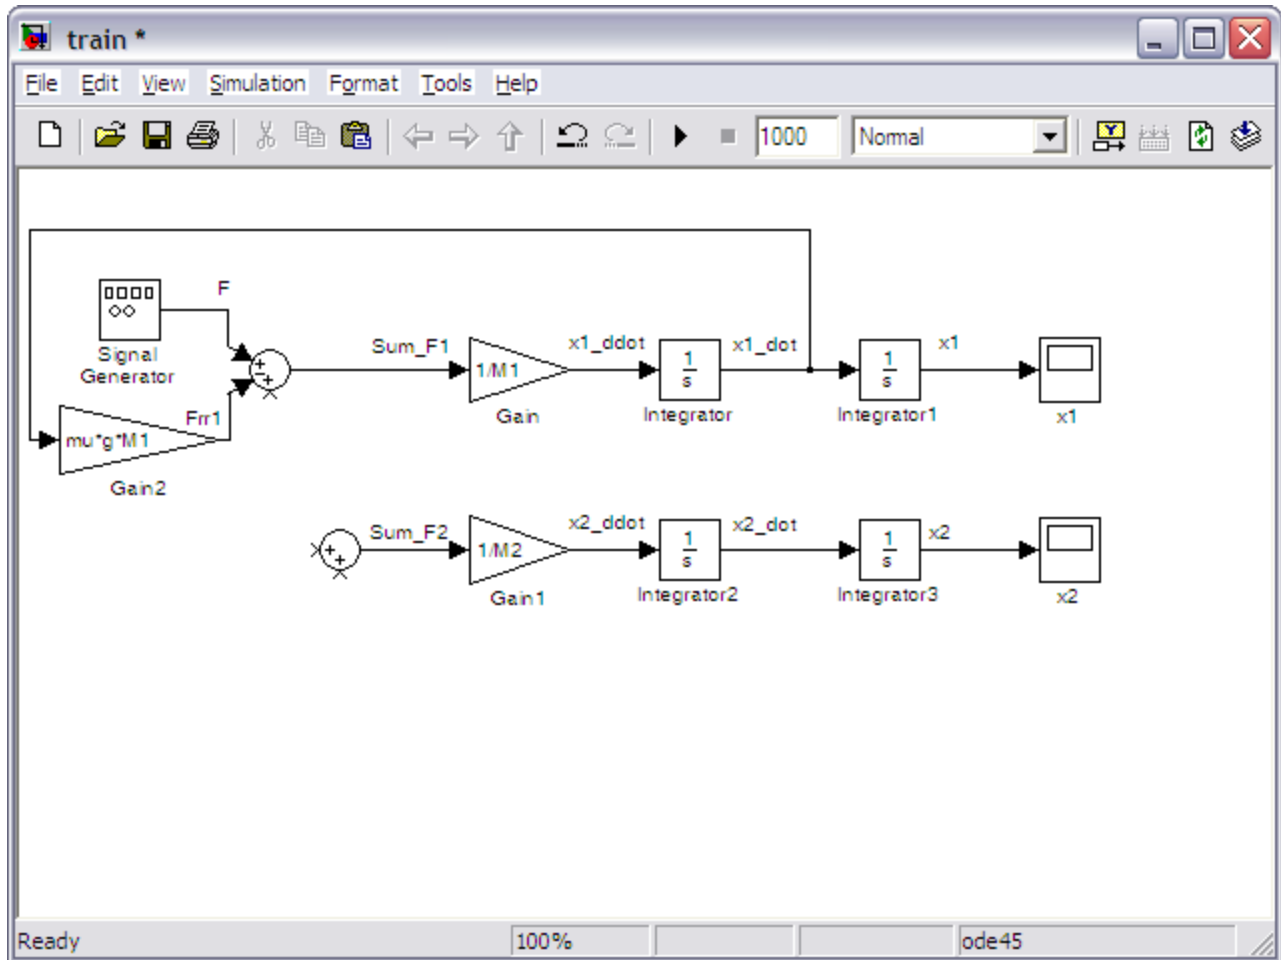 train *
File Edit View Simulation Format Tools Help
1000 Normal
F
Signal
Generator
Sum_F1
1/M1
Gain
x1_ddot
1
s
Integrator
x1_dot
1
s
Integrator1
x1
x1
Frr1
mu*g*M1
Gain2
Sum_F2
1/M2
Gain1
x2_ddot
1
s
Integrator2
x2_dot
1
s
Integrator3
x2
x2
Ready 100% ode45